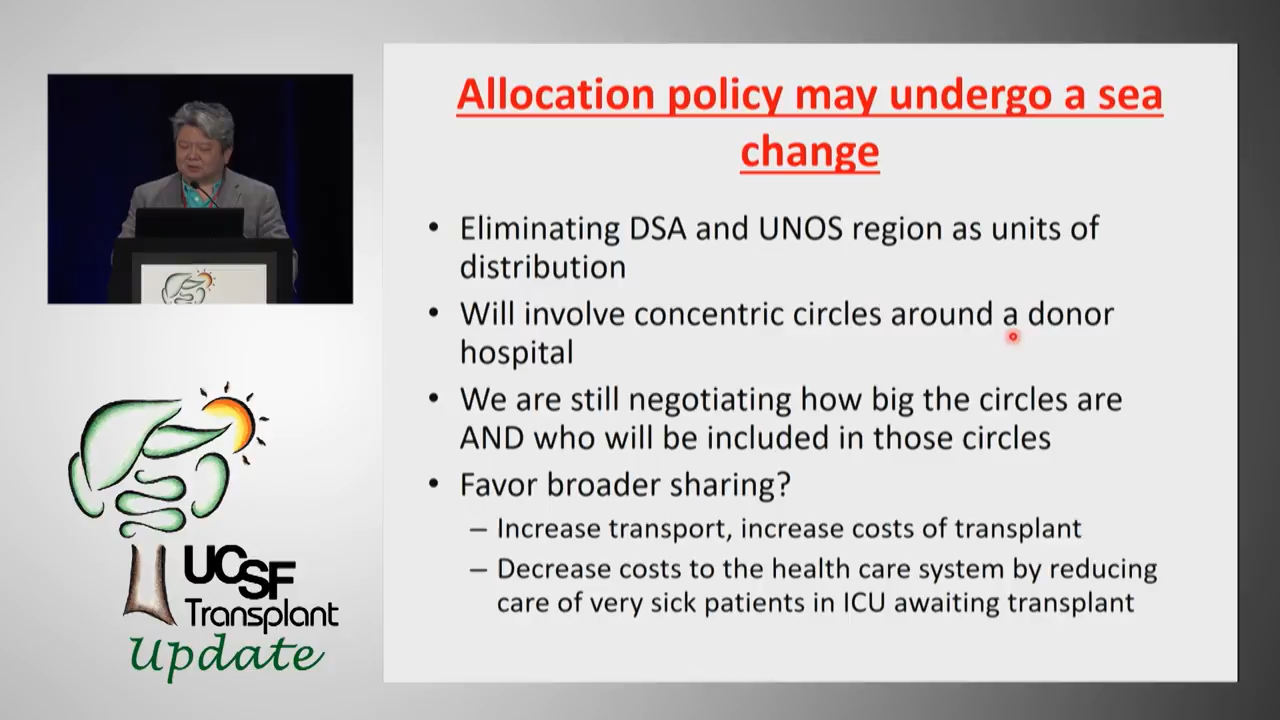 Allocation policy may undergo a sea
change
• Eliminating DSA and UNOS region as units of
distribution
• Will involve concentric circles around a donor
hospital
• We are still negotiating how big the circles are
AND who will be included in those circles
• Favor broader sharing?
– Increase transport, increase costs of transplant
– Decrease costs to the health care system by reducing
care of very sick patients in ICU awaiting transplant
UCSF
Transplant
Update